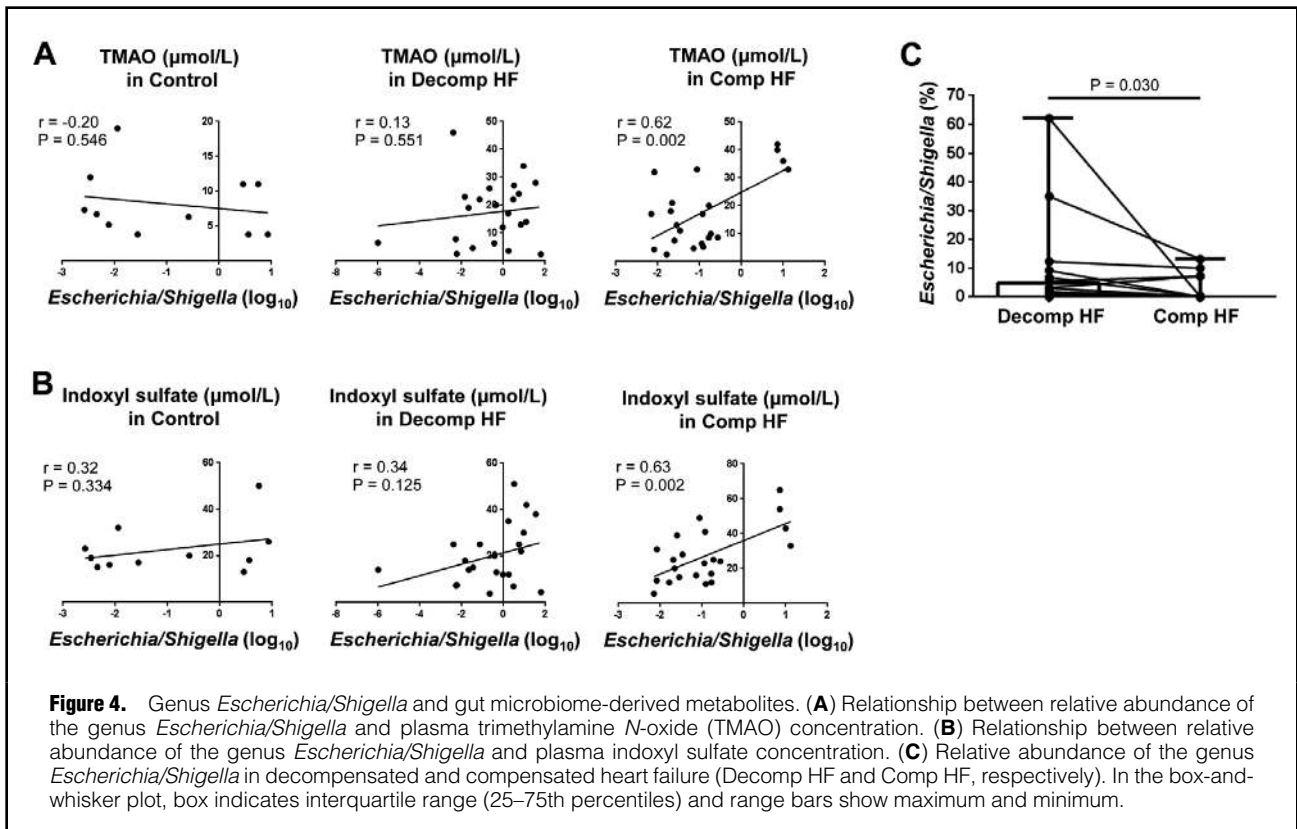 A
TMAO (μmol/L)
in Control
r = -0.20
P = 0.546
20
15
10
5
-3
-2
-1
0
1
Escherichia/Shigella (log10)
TMAO (μmol/L)
in Decomp HF
r = 0.13
P = 0.551
50
40
30
20
10
-8
-6
-4
-2
0
2
Escherichia/Shigella (log10)
TMAO (μmol/L)
in Comp HF
r = 0.62
P = 0.002
50
40
30
20
10
-3
-2
-1
0
1
2
Escherichia/Shigella (log10)
C
P = 0.030
Escherichia/Shigella (%)
70
60
50
40
30
20
10
0
Decomp HF
Comp HF
B
Indoxyl sulfate (μmol/L)
in Control
r = 0.32
P = 0.334
60
40
20
-3
-2
-1
0
1
Escherichia/Shigella (log10)
Indoxyl sulfate (μmol/L)
in Decomp HF
r = 0.34
P = 0.125
60
40
20
-8
-6
-4
-2
0
2
Escherichia/Shigella (log10)
Indoxyl sulfate (μmol/L)
in Comp HF
r = 0.63
P = 0.002
80
60
40
20
-3
-2
-1
0
1
2
Escherichia/Shigella (log10)
Figure 4. Genus Escherichia/Shigella and gut microbiome-derived metabolites. (A) Relationship between relative abundance of
the genus Escherichia/Shigella and plasma trimethylamine N-oxide (TMAO) concentration. (B) Relationship between relative
abundance of the genus Escherichia/Shigella and plasma indoxyl sulfate concentration. (C) Relative abundance of the genus
Escherichia/Shigella in decompensated and compensated heart failure (Decomp HF and Comp HF, respectively). In the box-and-
whisker plot, box indicates interquartile range (25–75th percentiles) and range bars show maximum and minimum.